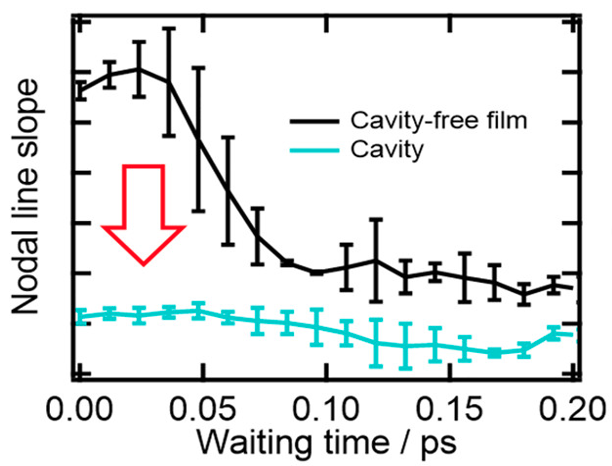 Nodal line slope
Cavity-free film
Cavity
0.00 0.05 0.10 0.15 0.20
Waiting time / ps